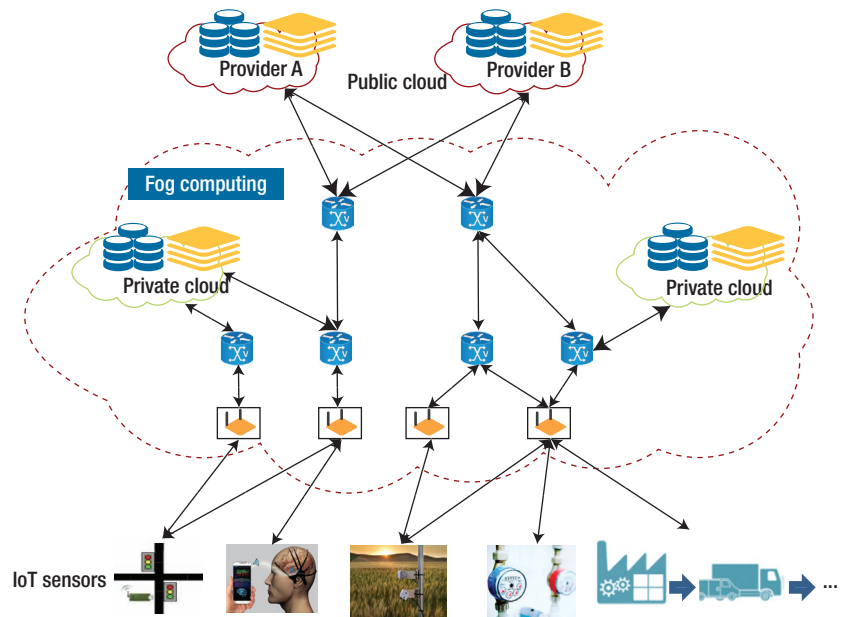 Provider A
Public cloud
Provider B
Fog computing
Private cloud
Private cloud
IoT sensors
...